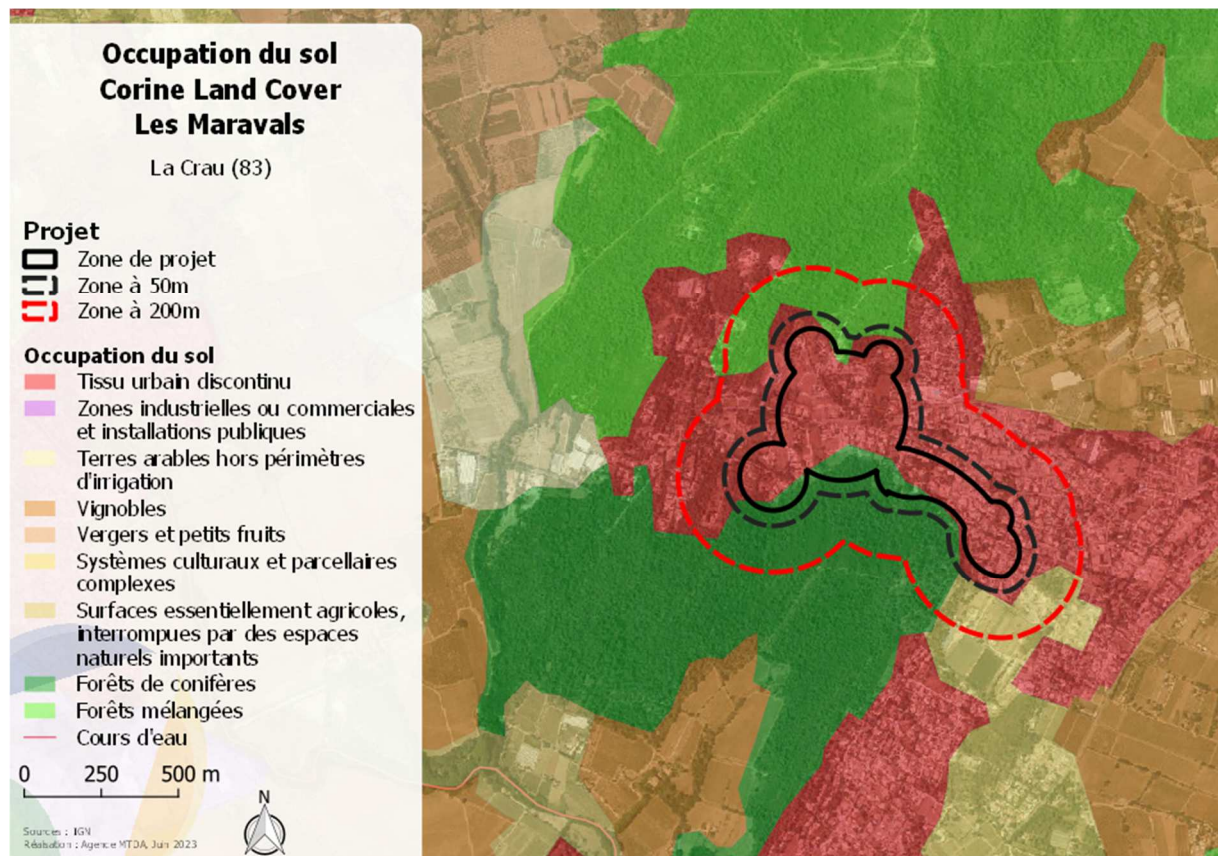 Occupation du sol
Corine Land Cover
Les Maravals
La Crau (83)
Projet
Zone de projet
Zone à 50m
Zone à 200m
Occupation du sol
Tissu urbain discontinu
Zones industrielles ou commerciales
et installations publiques
Terres arables hors périmètres
d'irrigation
Vignobles
Vergers et petits fruits
Systèmes culturaux et parcellaires
complexes
Surfaces essentiellement agricoles,
interrompues par des espaces
naturels importants
Forêts de conifères
Forêts mélangées
Cours d'eau
0 250 500 m
N
Sources : IGN
Réalisation : Agence MTDA, Juin 2023